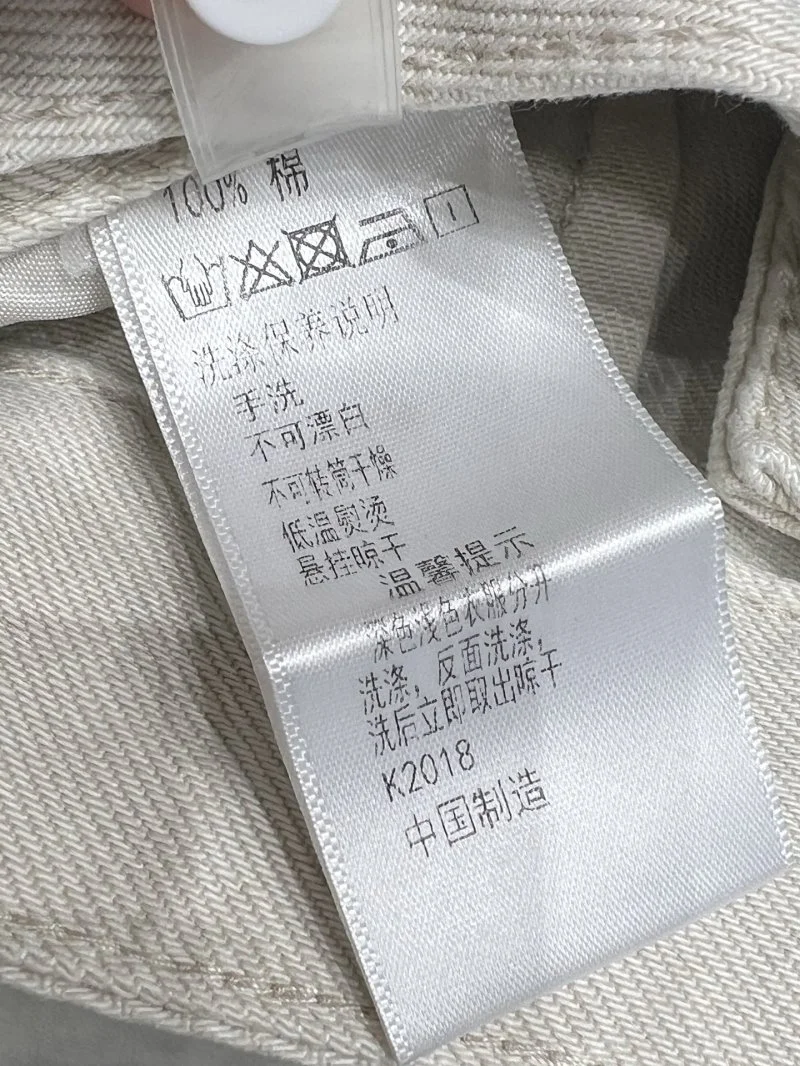 100% 棉
洗涤保养说明
手洗
不可漂白
不可转筒干燥
低温熨烫
悬挂晾干
温馨提示
深色浅色衣服分开
洗涤，反面洗涤，
洗后立即取出晾干
K2018
中国制造